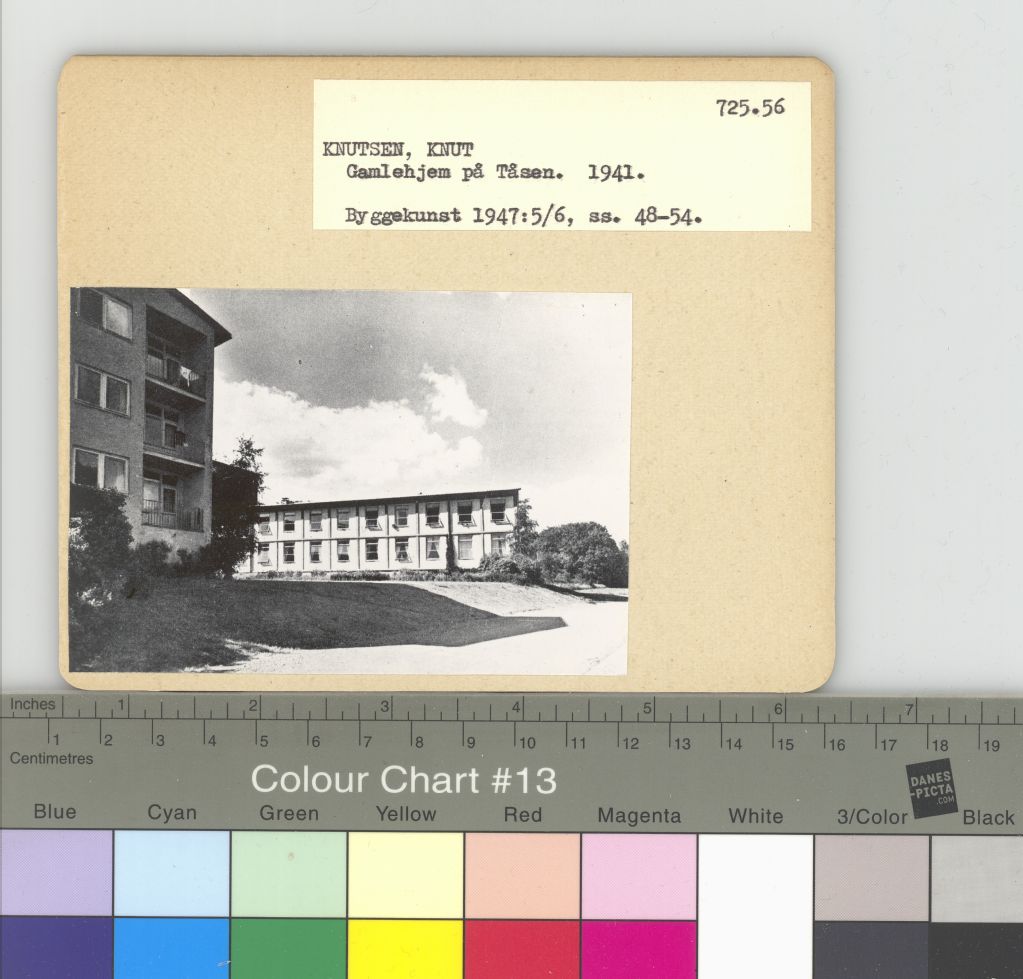 725.56
KNUTSEN, KNUT
Gamlehjem på Tåsen. 1941.
Byggekunst 1947:5/6, ss. 48-54.
Inches 1 2 3 4 5 6 7
1 2 3 4 5 6 7 8 9 10 11 12 13 14 15 16 17 18 19
Centimetres
Colour Chart #13
DANES
-PICTA
.COM
Blue Cyan Green Yellow Red Magenta White 3/Color Black